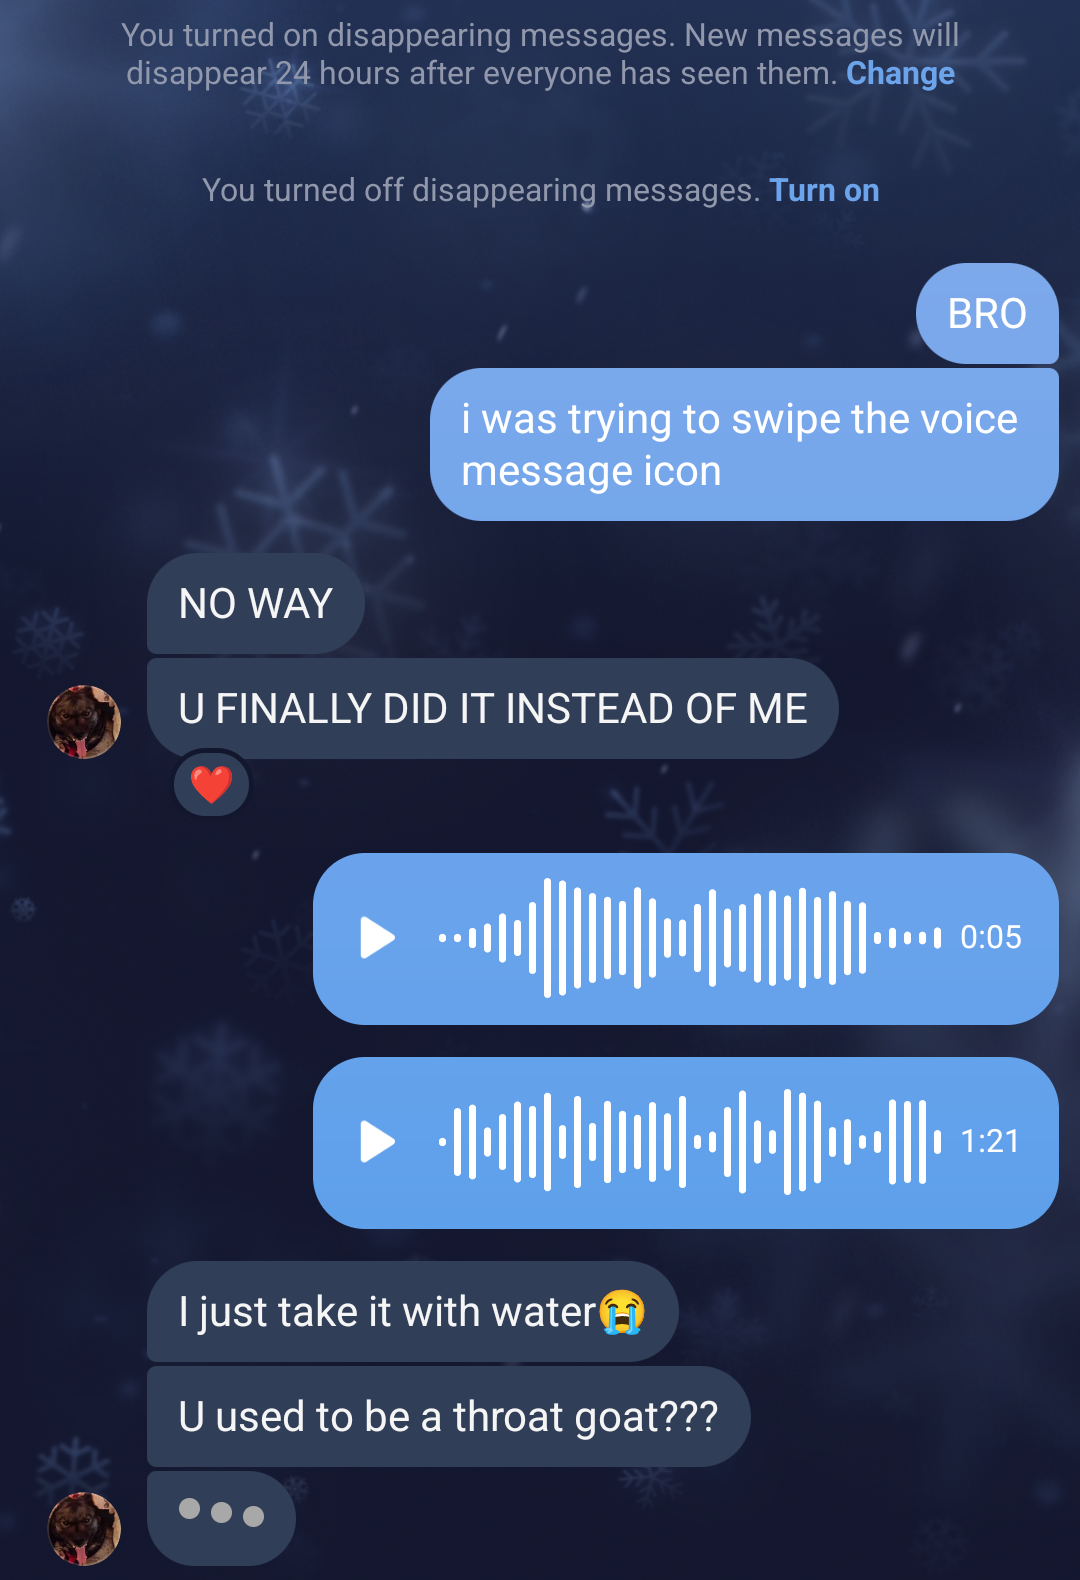 You turned on disappearing messages. New messages will
disappear 24 hours after everyone has seen them. Change
You turned off disappearing messages. Turn on
BRO
i was trying to swipe the voice
message icon
NO WAY
U FINALLY DID IT INSTEAD OF ME
❤️
0:05
1:21
I just take it with water😭
U used to be a throat goat???